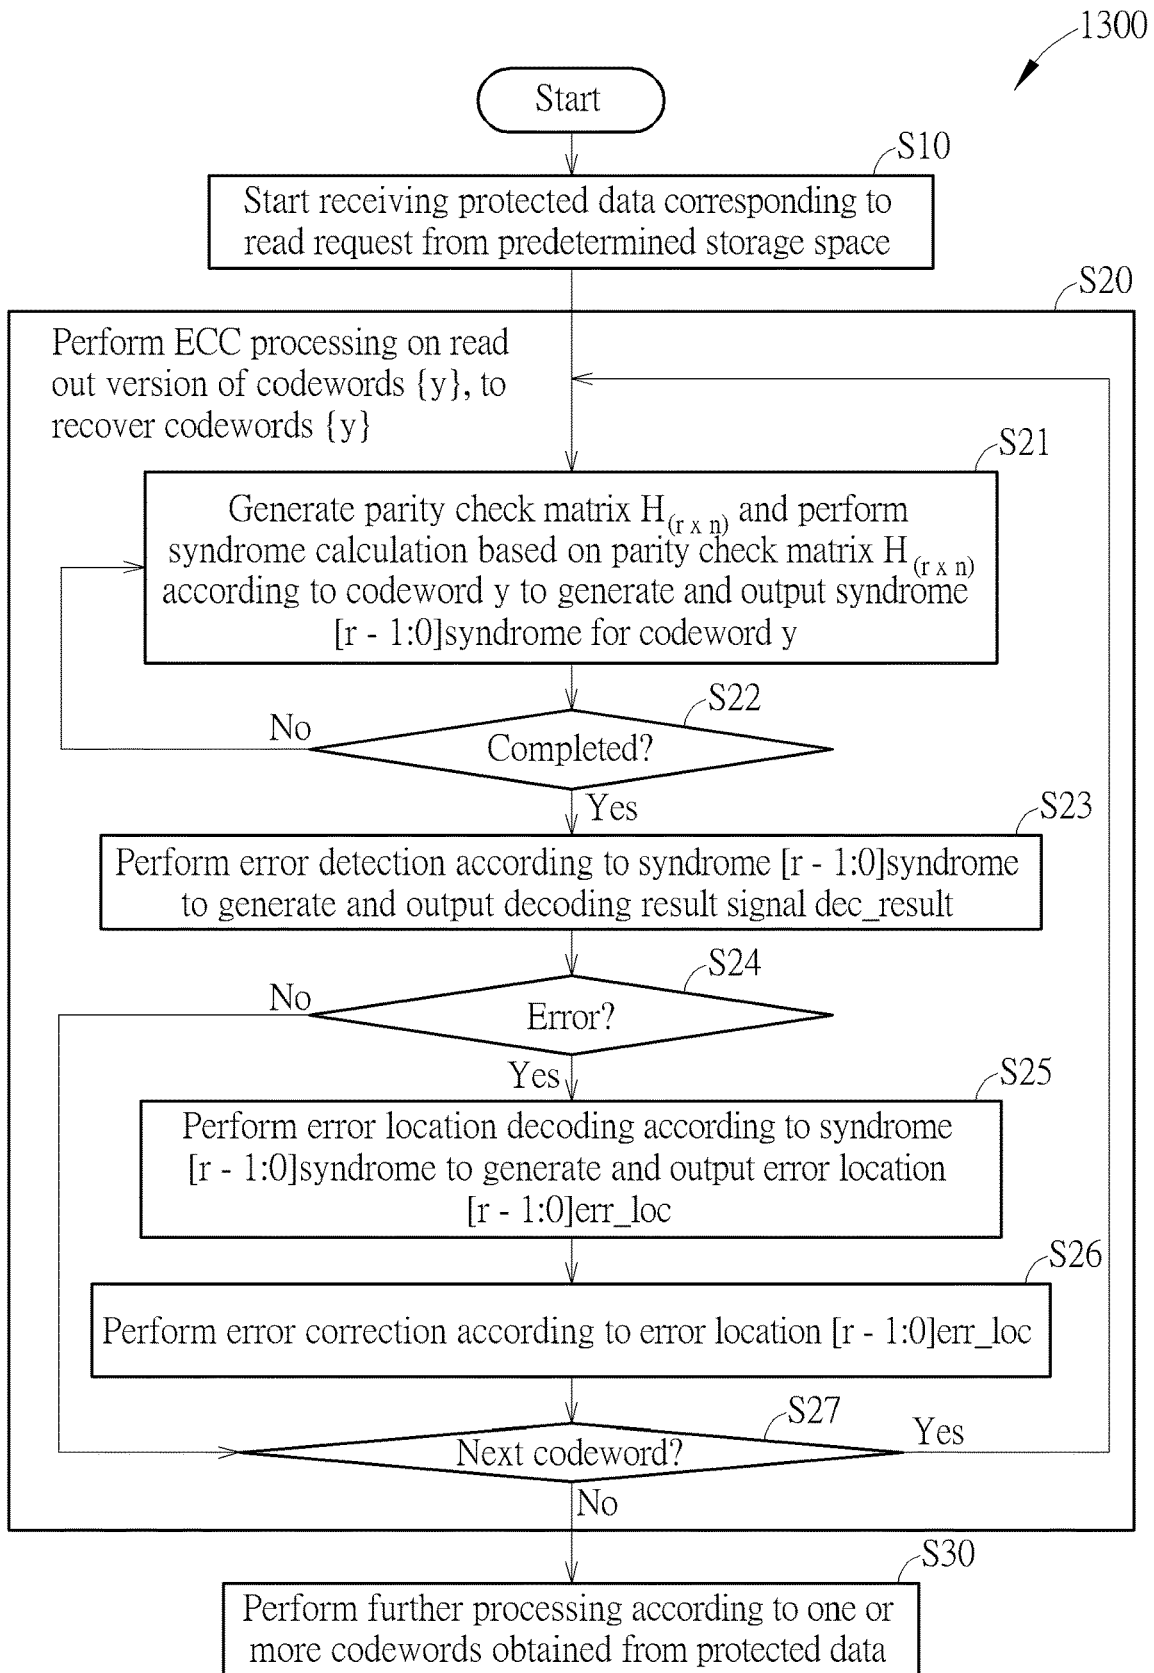 1300
Start
S10
Start receiving protected data corresponding to
read request from predetermined storage space
S20
Perform ECC processing on read
out version of codewords {y}, to
recover codewords {y}
S21
Generate parity check matrix H(r x n) and perform
syndrome calculation based on parity check matrix H(r x n)
according to codeword y to generate and output syndrome
[r - 1:0]syndrome for codeword y
S22
No
Completed?
Yes
S23
Perform error detection according to syndrome [r - 1:0]syndrome
to generate and output decoding result signal dec_result
S24
No
Error?
Yes
S25
Perform error location decoding according to syndrome
[r - 1:0]syndrome to generate and output error location
[r - 1:0]err_loc
S26
Perform error correction according to error location [r - 1:0]err_loc
S27
Next codeword?
Yes
No
S30
Perform further processing according to one or
more codewords obtained from protected data